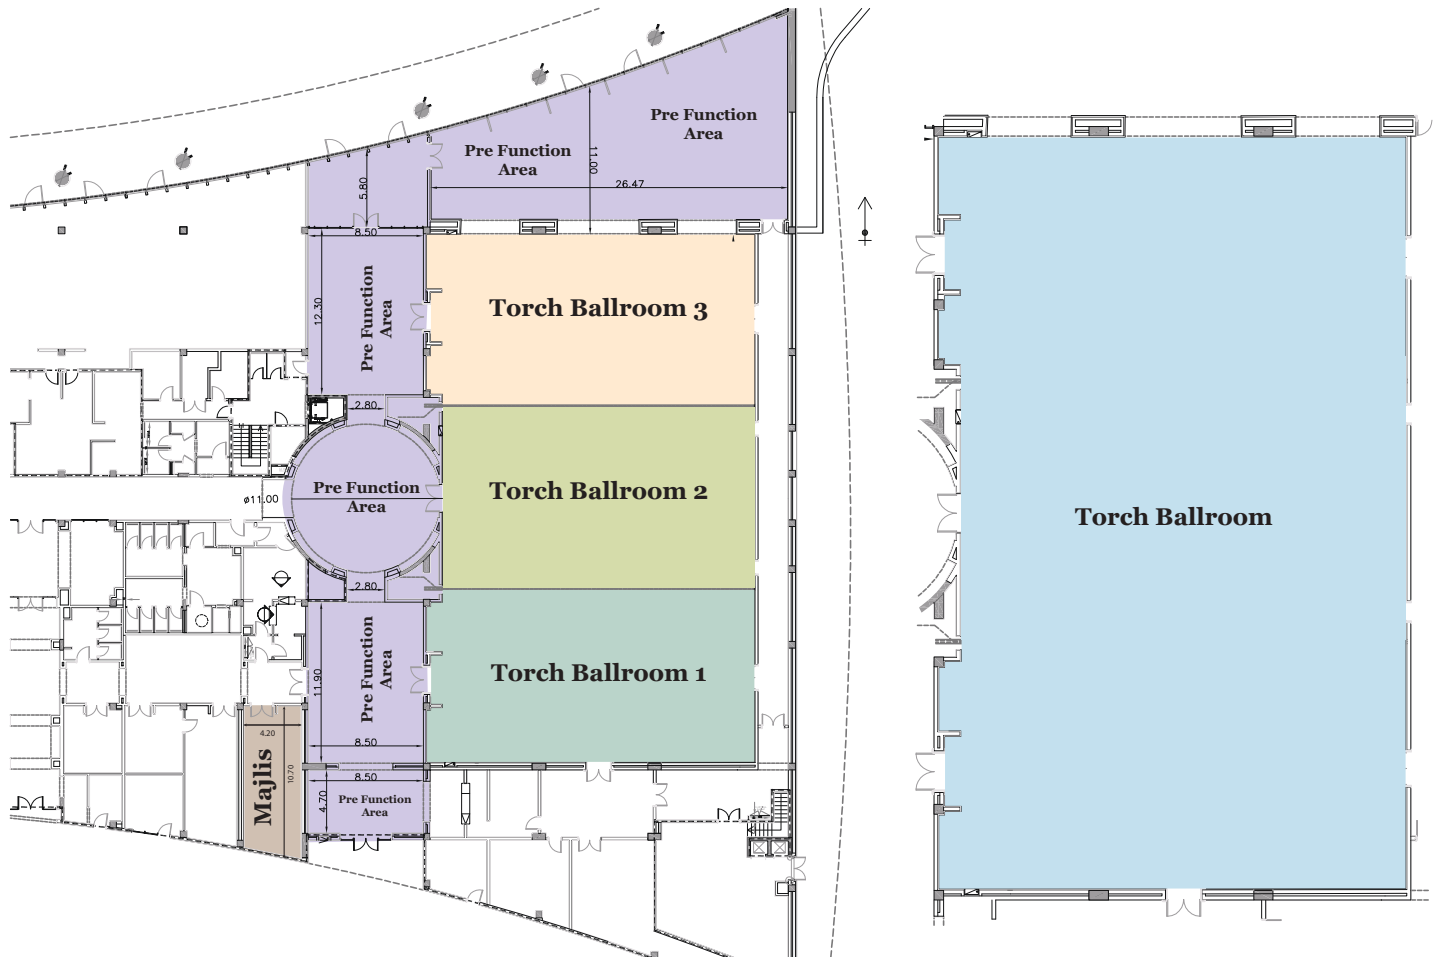 Pre Function
Area
Pre Function
Area
11.00
5.80
26.47
8.50
12.30
Pre Function
Area
Torch Ballroom 3
2.80
Pre Function
Area
ø11.00
Torch Ballroom 2
Torch Ballroom
2.80
11.90
Pre Function
Area
Torch Ballroom 1
8.50
4.20
10.70
Majlis
8.50
4.70
Pre Function
Area